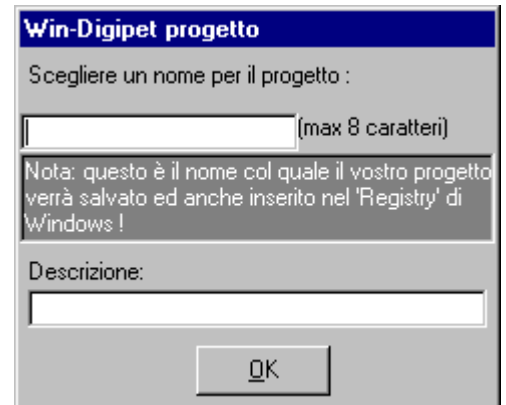 Win-Digipet progetto
Scegliere un nome per il progetto :
(max 8 caratteri)
Nota: questo è il nome col quale il vostro progetto
verrà salvato ed anche inserito nel 'Registry' di
Windows !
Descrizione:
OK